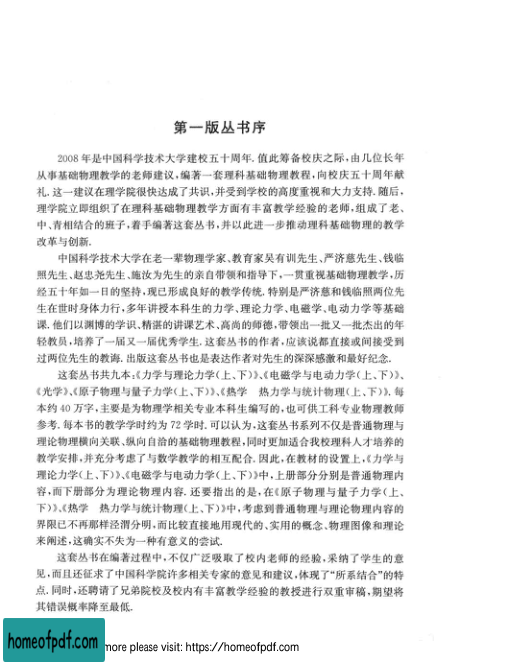 第一版丛书序
2008 年是中国科学技术大学建校五十周年. 值此筹备校庆之际,由几位长年
从事基础物理教学的老师建议,编著一套理科基础物理教程,向校庆五十周年献
礼. 这一建议在理学院很快达成了共识,并受到学校的高度重视和大力支持. 随后,
理学院立即组织了在理科基础物理教学方面有丰富教学经验的老师,组成了老、
中、青相结合的班子,着手编著这套丛书,并以此进一步推动理科基础物理的教学
改革与创新.
中国科学技术大学在老一辈物理学家、教育家吴有训先生、严济慈先生、钱临
照先生、赵忠尧先生、施汝为先生的亲自带领和指导下,一贯重视基础物理教学,历
经五十年如一日的坚持,现已形成良好的教学传统. 特别是严济慈和钱临照两位先
生在世时身体力行,多年讲授本科生的力学、理论力学、电磁学、电动力学等基础
课. 他们以渊博的学识、精湛的讲课艺术、高尚的师德,带领出一批又一批杰出的年
轻教员,培养了一届又一届优秀学生. 这套丛书的作者,应该说都直接或间接受到
过两位先生的教诲. 出版这套丛书也是表达作者对先生的深深感激和最好纪念.
这套丛书共九本:《力学与理论力学(上、下)》、《电磁学与电动力学(上、下)》、
《光学》、《原子物理与量子力学(上、下)》、《热学 热力学与统计物理(上、下)》. 每
本约 40 万字,主要是为物理学相关专业本科生编写的,也可供工科专业物理教师
参考. 每本书的教学学时约为 72 学时. 可以认为,这套丛书系列不仅是普通物理与
理论物理横向关联、纵向自洽的基础物理教程,同时更加适合我校理科人才培养的
教学安排,并充分考虑了与数学教学的相互配合. 因此,在教材的设置上,《力学与
理论力学(上、下)》、《电磁学与电动力学(上、下)》中,上册部分分别是普通物理内
容,而下册部分为理论物理内容. 还要指出的是,在《原子物理与量子力学(上、
下)》、《热学 热力学与统计物理(上、下)》中,考虑到普通物理与理论物理内容的
界限已不再那样泾渭分明,而比较直接地用现代的、实用的概念、物理图像和理论
来阐述,这确实不失为一种有意义的尝试.
这套丛书在编著过程中,不仅广泛吸取了校内老师的经验,采纳了学生的意
见,而且还征求了中国科学院许多相关专家的意见和建议,体现了“所系结合”的特
点. 同时,还聘请了兄弟院校及校内有丰富教学经验的教授进行双重审稿,期望将
其错误概率降至最低.
homeofpdf.com
more please visit: https://homeofpdf.com